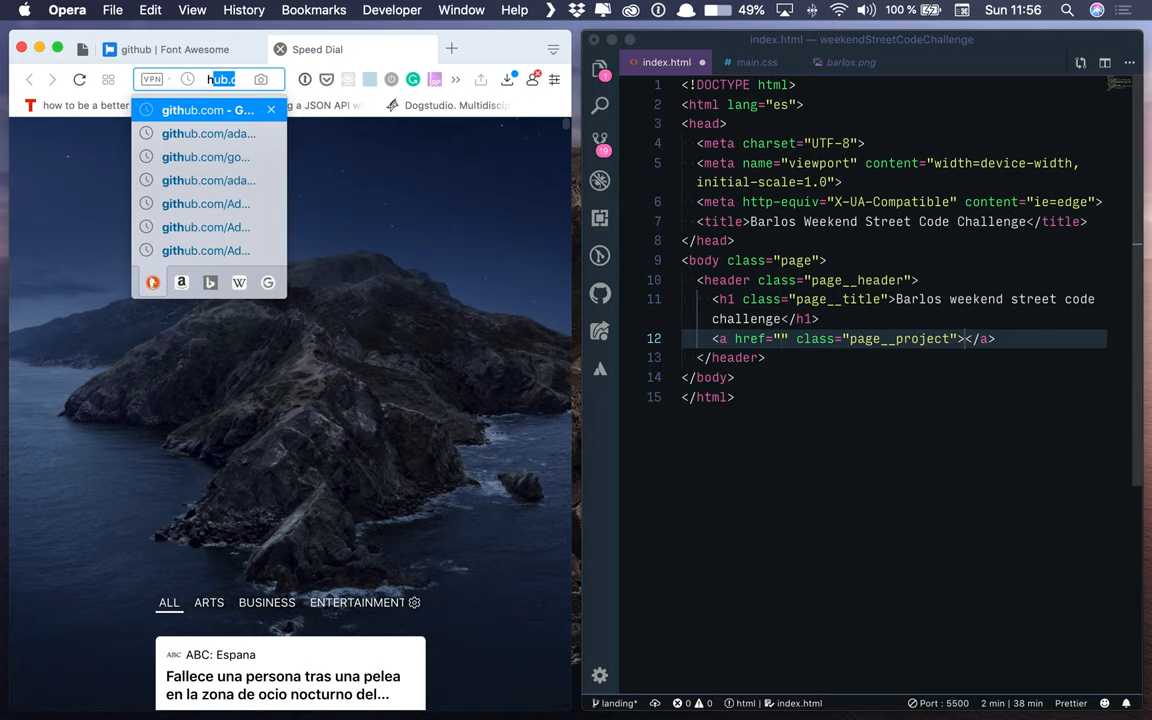 Opera File Edit View History Bookmarks Developer Window Help 49% 100 % Sun 11:56
github | Font Awesome
Speed Dial
VPN
hub.c
how to be a better
g a JSON API wi
Dogstudio. Multidiscip
github.com - G...
github.com/ada...
github.com/go...
github.com/ada...
github.com/Ad...
github.com/Ad...
github.com/Ad...
ALL ARTS BUSINESS ENTERTAINMENT
ABC ABC: Espana
Fallece una persona tras una pelea
en la zona de ocio nocturno del...
index.html — weekendStreetCodeChallenge
index.html
main.css
barlos.png
1
19
1 <!DOCTYPE html>
2 <html lang="es">
3 <head>
4 <meta charset="UTF-8">
5 <meta name="viewport" content="width=device-width,
initial-scale=1.0">
6 <meta http-equiv="X-UA-Compatible" content="ie=edge">
7 <title>Barlos Weekend Street Code Challenge</title>
8 </head>
9 <body class="page">
10 <header class="page__header">
11 <h1 class="page__title">Barlos weekend street code
challenge</h1>
12 <a href="" class="page__project"></a>
13 </header>
14 </body>
15 </html>
landing* 0 0 html index.html Port : 5500 2 min | 38 min Prettier